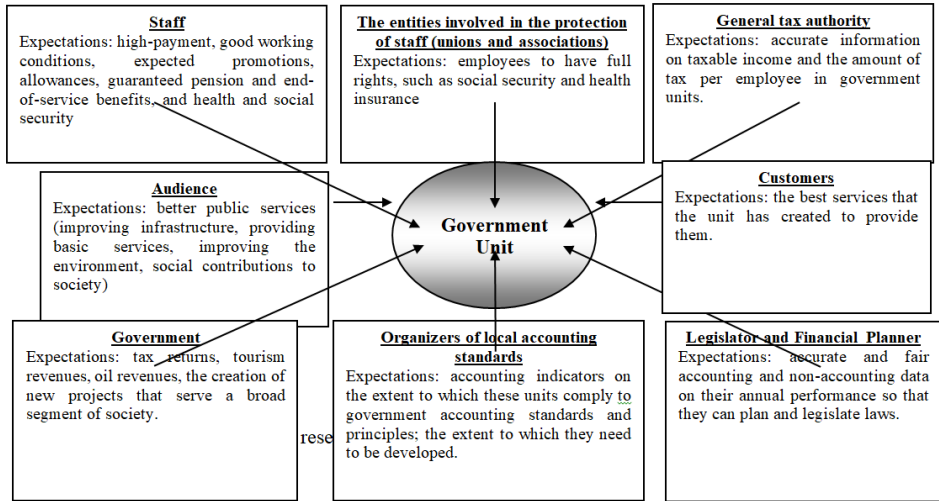 Staff
Expectations: high-payment, good working
conditions, expected promotions,
allowances, guaranteed pension and end-
of-service benefits, and health and social
security
The entities involved in the protection
of staff (unions and associations)
Expectations: employees to have full
rights, such as social security and health
insurance
General tax authority
Expectations: accurate information
on taxable income and the amount of
tax per employee in government
units.
Audience
Expectations: better public services
(improving infrastructure, providing
basic services, improving the
environment, social contributions to
society)
Government
Unit
Customers
Expectations: the best services that
the unit has created to provide
them.
Government
Expectations: tax returns, tourism
revenues, oil revenues, the creation of
new projects that serve a broad
segment of society.
rese
Organizers of local accounting
standards
Expectations: accounting indicators on
the extent to which these units comply to
government accounting standards and
principles; the extent to which they need
to be developed.
Legislator and Financial Planner
Expectations: accurate and fair
accounting and non-accounting data
on their annual performance so that
they can plan and legislate laws.